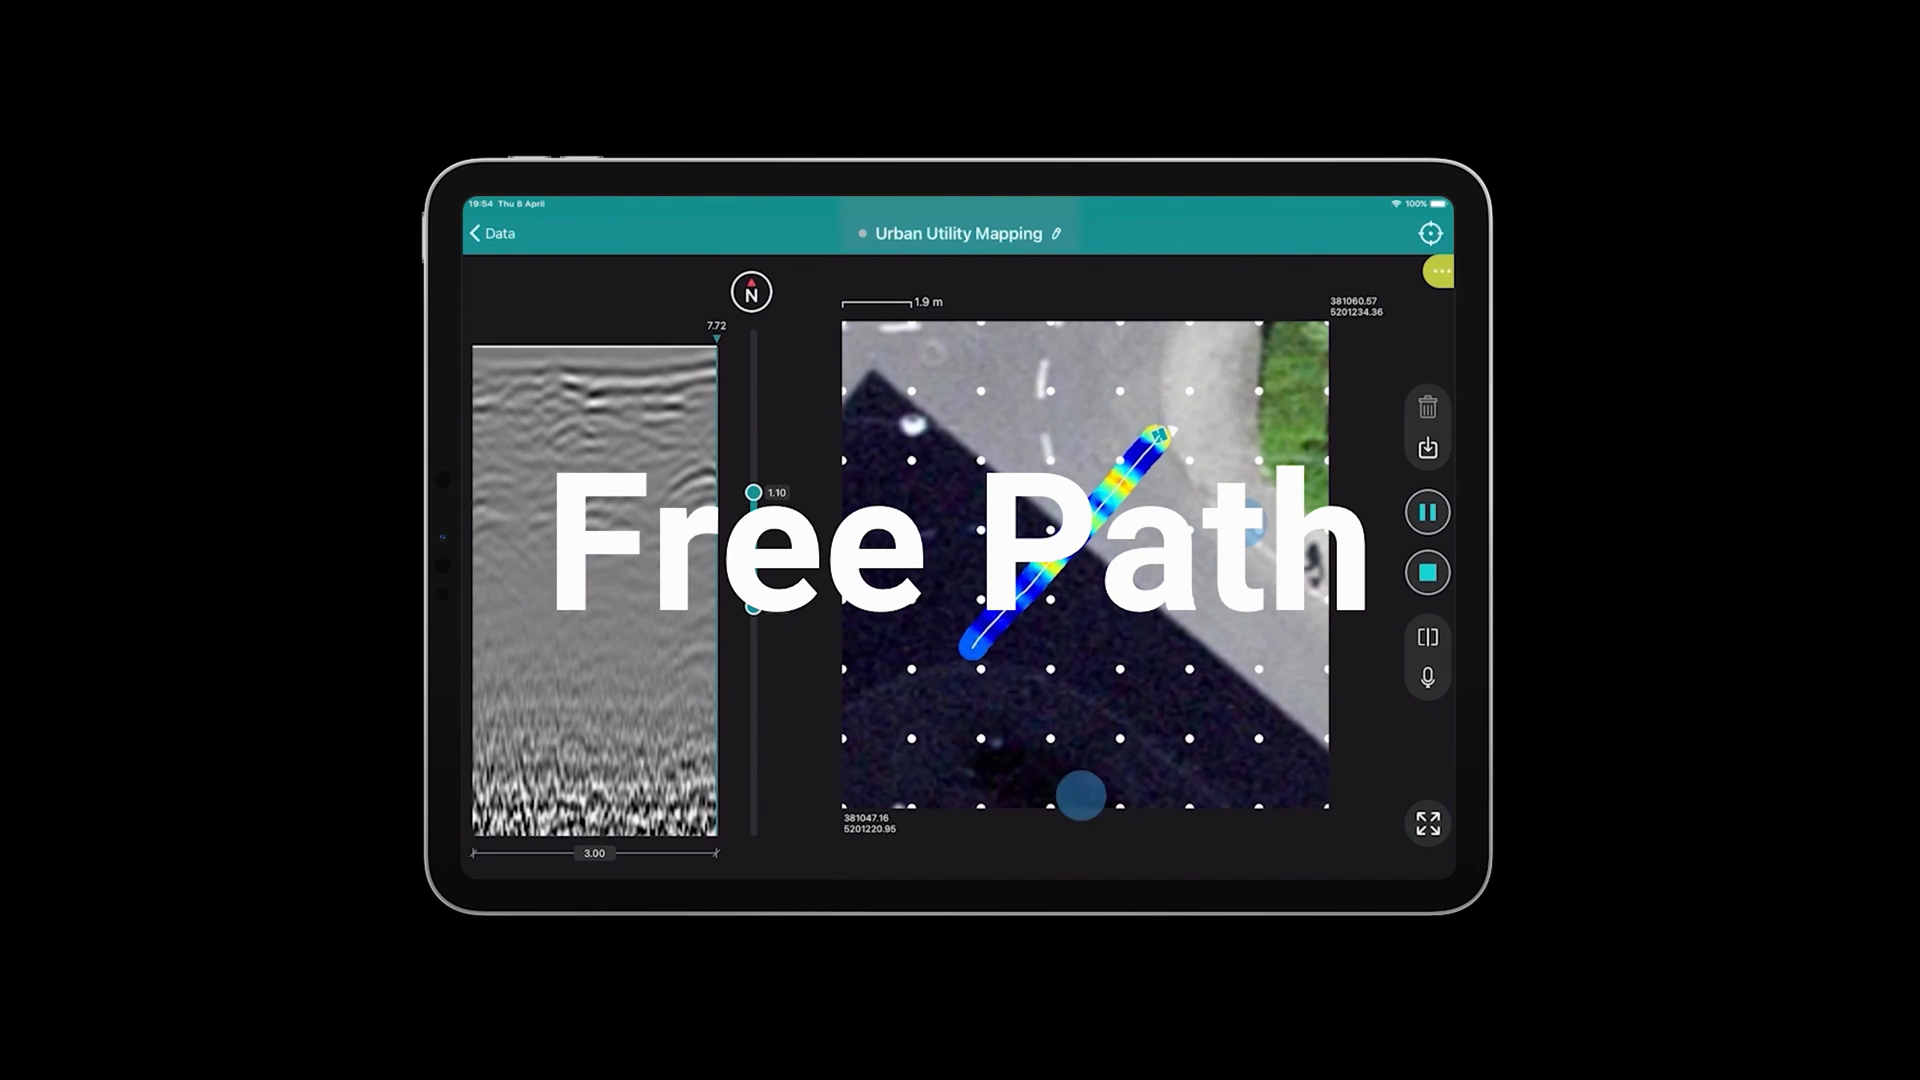 19:54 Thu 8 April
100%
Data
Urban Utility Mapping
N
1.9 m
381060.57
5201234.36
7.72
1.10
Free Path
381047.16
5201220.95
3.00